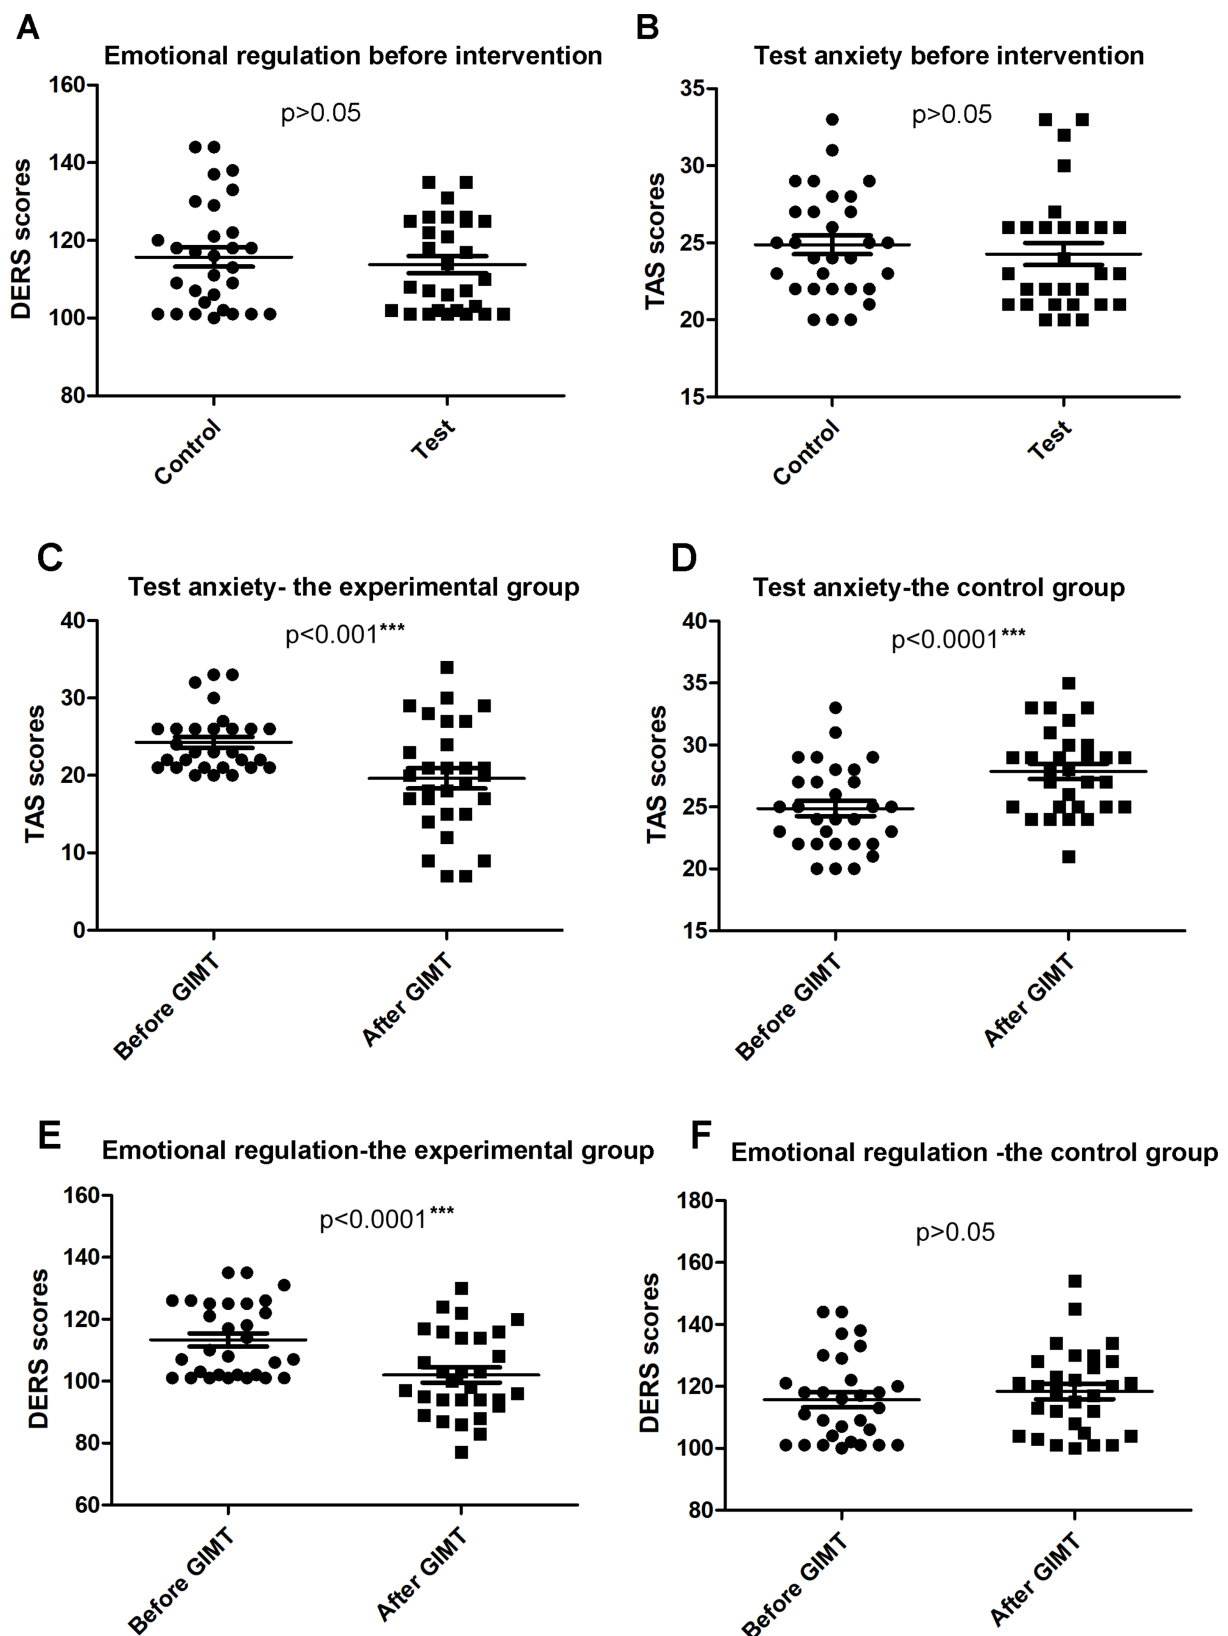 A
Emotional regulation before intervention
p>0.05
DERS scores
160
140
120
100
80
Control
Test
B
Test anxiety before intervention
p>0.05
TAS scores
35
30
25
20
15
Control
Test
C
Test anxiety- the experimental group
p<0.001***
TAS scores
40
30
20
10
0
Before GIMT
After GIMT
D
Test anxiety-the control group
p<0.0001***
TAS scores
40
35
30
25
20
15
Before GIMT
After GIMT
E
Emotional regulation-the experimental group
p<0.0001***
DERS scores
160
140
120
100
80
60
Before GIMT
After GIMT
F
Emotional regulation -the control group
p>0.05
DERS scores
180
160
140
120
100
80
Before GIMT
After GIMT